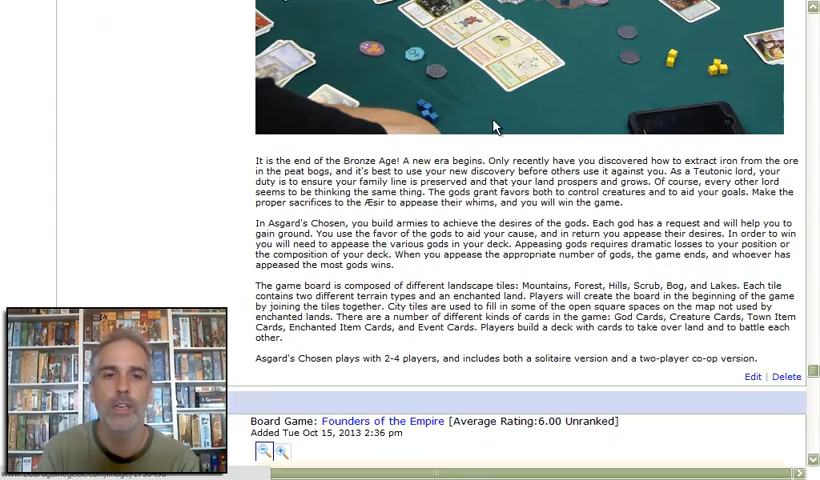 It is the end of the Bronze Age! A new era begins. Only recently have you discovered how to extract iron from the ore
in the peat bogs, and it's best to use your new discovery before others use it against you. As a Teutonic lord, your
duty is to ensure your family line is preserved and that your land prospers and grows. Of course, every other lord
seems to be thinking the same thing. The gods grant favors both to control creatures and to aid your goals. Make the
proper sacrifices to the Æsir to appease their whims, and you will win the game.
In Asgard's Chosen, you build armies to achieve the desires of the gods. Each god has a request and will help you to
gain ground. You use the favor of the gods to aid your cause, and in return you appease their desires. In order to win
you will need to appease the various gods in your deck. Appeasing gods requires dramatic losses to your position or
the composition of your deck. When you appease the appropriate number of gods, the game ends, and whoever has
appeased the most gods wins.
The game board is composed of different landscape tiles: Mountains, Forest, Hills, Scrub, Bog, and Lakes. Each tile
contains two different terrain types and an enchanted land. Players will create the board in the beginning of the game
by joining the tiles together. City tiles are used to fill in some of the open square spaces on the map not used by
enchanted lands. There are a number of different kinds of cards in the game: God Cards, Creature Cards, Town Item
Cards, Enchanted Item Cards, and Event Cards. Players build a deck with cards to take over land and to battle each
other.
Asgard's Chosen plays with 2-4 players, and includes both a solitaire version and a two-player co-op version.
Edit | Delete
Board Game: Founders of the Empire [Average Rating:6.00 Unranked]
Added Tue Oct 15, 2013 2:36 pm